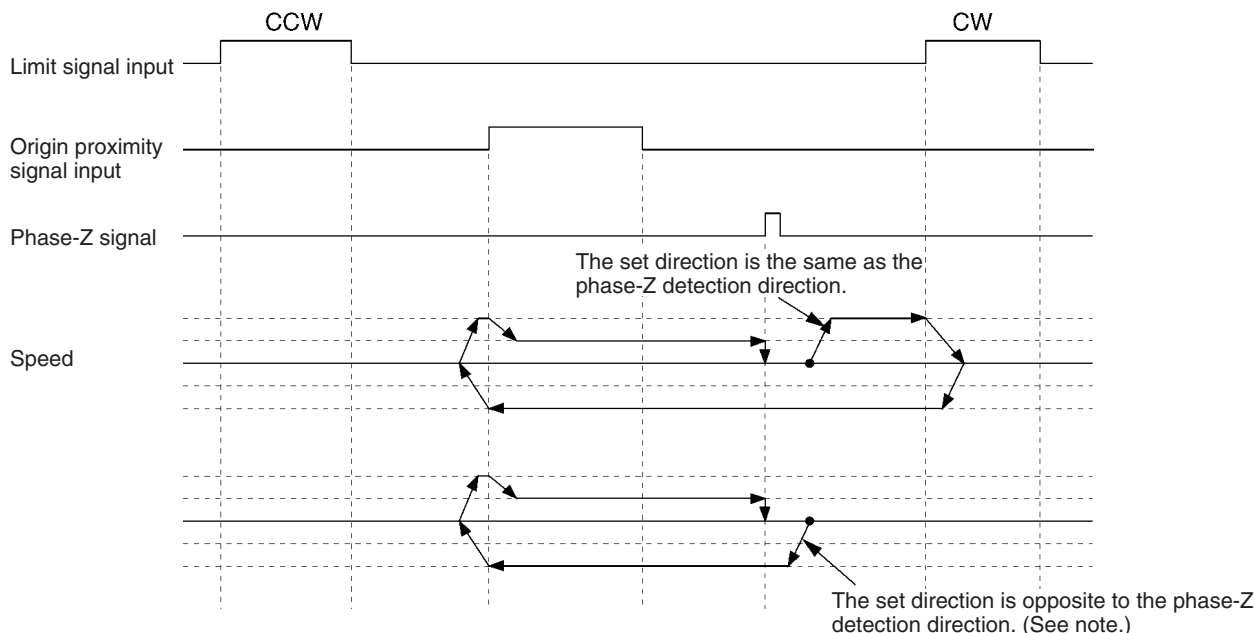 CCW
CW
Limit signal input
Origin proximity
signal input
Phase-Z signal
The set direction is the same as the
phase-Z detection direction.
Speed
The set direction is opposite to the phase-Z
detection direction. (See note.)